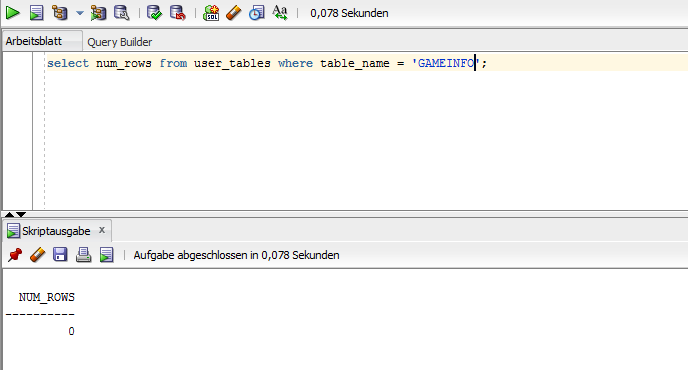 SQL
0,078 Sekunden
Arbeitsblatt Query Builder
select num_rows from user_tables where table_name = 'GAMEINFO';
Skriptausgabe x
Aufgabe abgeschlossen in 0,078 Sekunden
NUM_ROWS
----------
0